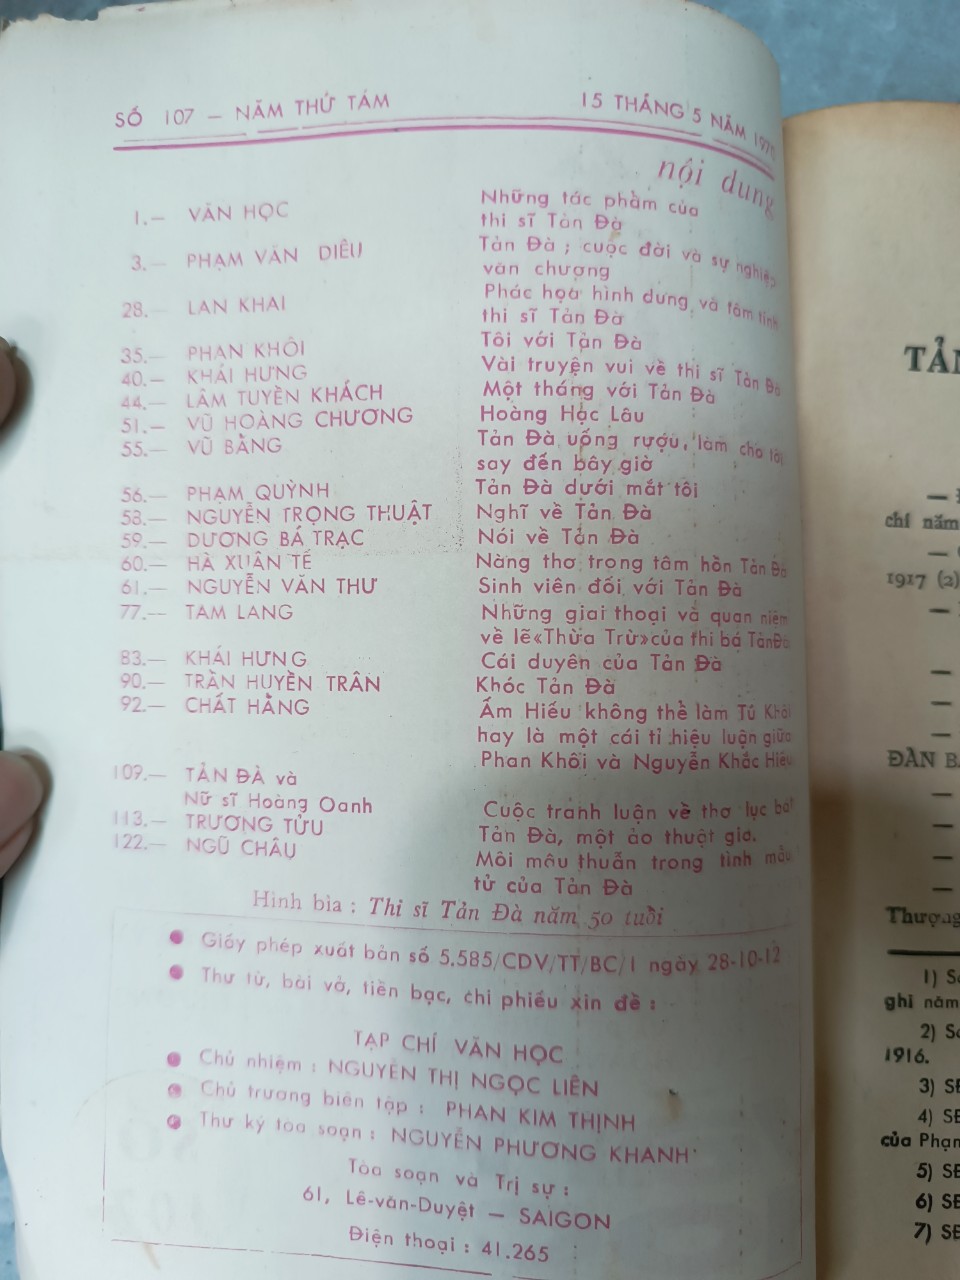 SỐ 107 — NĂM THỨ TÁM
15 THÁNG 5 NĂM
nội dung
1.— VĂN HỌC Những tác phẩm của
thi sĩ Tản Đà
3.— PHẠM VĂN DIÊU Tản Đà ; cuộc đời và sự nghiệp
văn chương
28.— LAN KHAI Phác họa hình dung và tâm tình
thi sĩ Tản Đà
35.— PHAN KHÔI Tôi với Tản Đà
40.— KHÁI HƯNG Vài truyện vui về thi sĩ Tản Đà
44.— LÂM TUYỀN KHÁCH Một tháng với Tản Đà
51.— VŨ HOÀNG CHƯƠNG Hoàng Hạc Lâu
55.— VŨ BẰNG Tản Đà uống rượu, làm cho tôi
say đến bây giờ
56.— PHẠM QUỲNH Tản Đà dưới mắt tôi
58.— NGUYỄN TRỌNG THUẬT Nghĩ về Tản Đà
59.— DƯƠNG BÁ TRẠC Nói về Tản Đà
60.— HÀ XUÂN TẾ Nàng thơ trong tâm hồn Tản Đà
61.— NGUYỄN VĂN THƯ Sinh viên đối với Tản Đà
77.— TAM LANG Những giai thoại và quan niệm
về lẽ «Thừa Trừ» của thi bá Tản Đà
83.— KHÁI HƯNG Cái duyên của Tản Đà
90.— TRẦN HUYỀN TRÂN Khóc Tản Đà
92.— CHẤT HẰNG Ấm Hiếu không thể làm Tú Khôi
hay là một cái tỉ hiệu luận giữa
Phan Khôi và Nguyễn Khắc Hiếu
109.— TẢN ĐÀ và
Nữ sĩ Hoàng Oanh Cuộc tranh luận về thơ lục bát
113.— TRƯƠNG TỬU Tản Đà, một ảo thuật gia.
122.— NGŨ CHÂU Mối mâu thuẫn trong tình mẫu
tử của Tản Đà
Hình bìa : Thi sĩ Tản Đà năm 50 tuổi
● Giấy phép xuất bản số 5.585/CDV/TT/BC/1 ngày 28-10-12
● Thư từ, bài vở, tiền bạc, chi phiếu xin đề :
TẠP CHÍ VĂN HỌC
● Chủ nhiệm : NGUYỄN THỊ NGỌC LIÊN
● Chủ trương biên tập : PHAN KIM THỊNH
● Thư ký tòa soạn : NGUYỄN PHƯƠNG KHANH
Tòa soạn và Trị sự :
61, Lê-văn-Duyệt — SAIGON
Điện thoại : 41.265
TẢN
—
chí năm
—
1917 (2)
—
—
—
—
ĐÀN BÀ
—
—
—
—
Thượng
1) Số
ghi năm
2) Số
1916.
3) SĐ
4) SĐ
của Phạm
5) SĐ
6) SĐ
7) SĐ